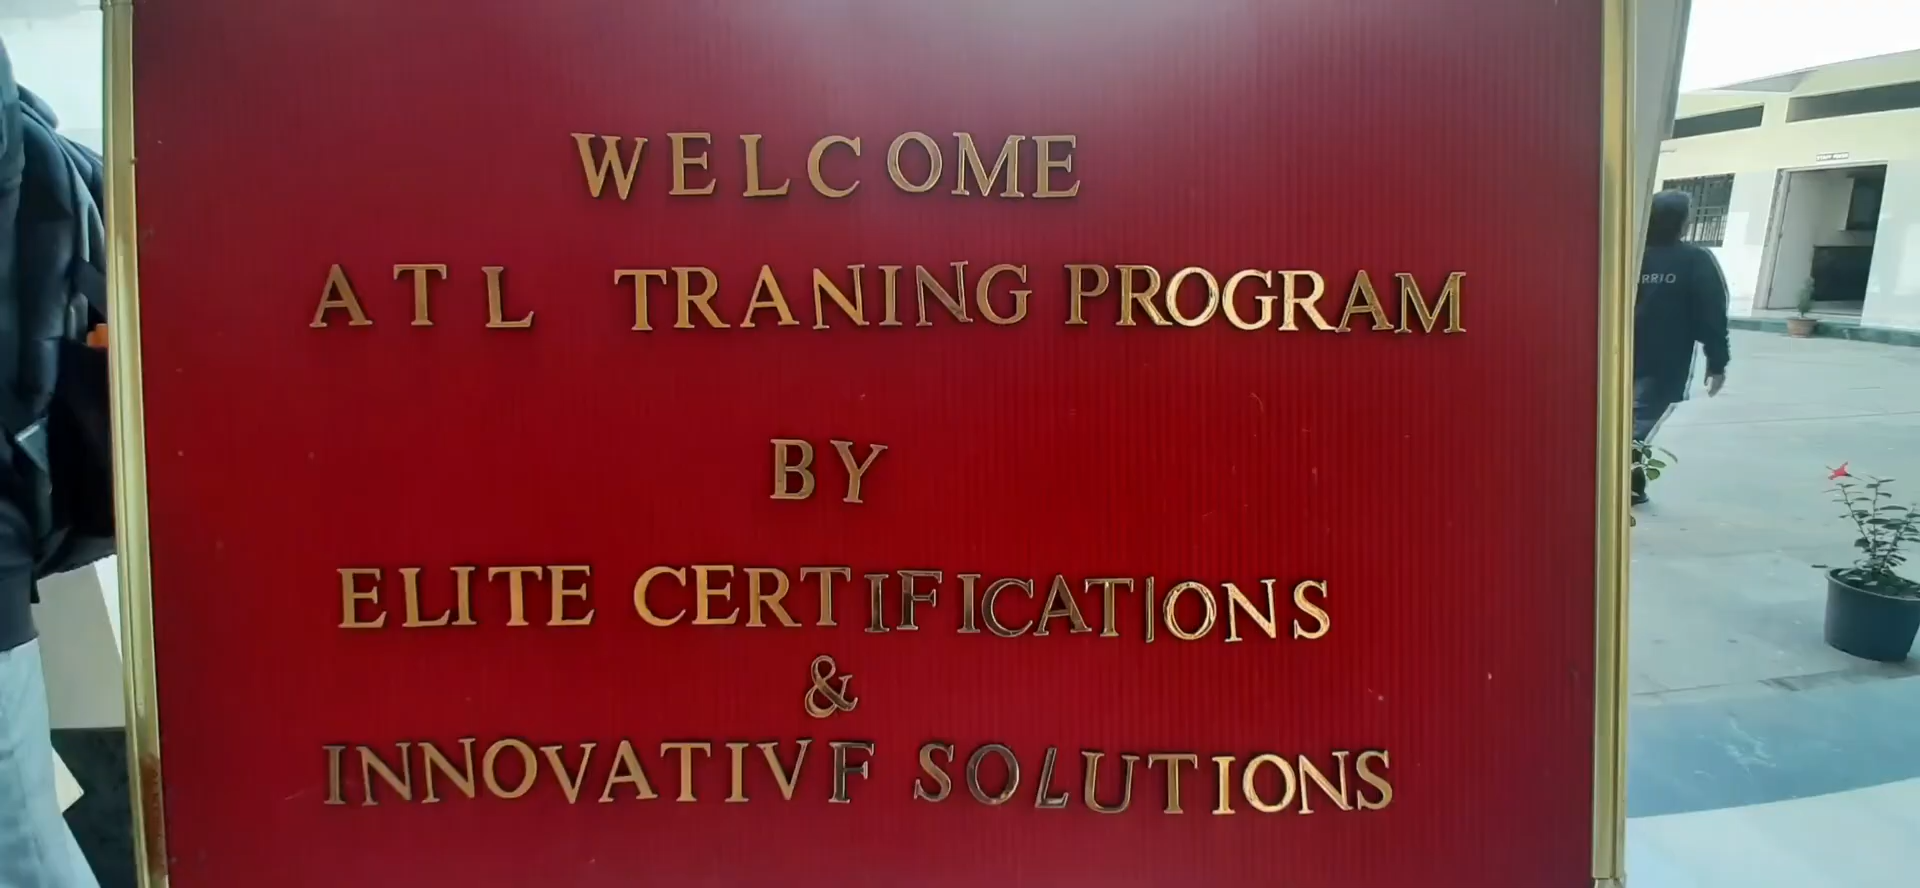 WELCOME
ATL TRANING PROGRAM
BY
ELITE CERTIFICATIONS
&
INNOVATIVF SOLUTIONS